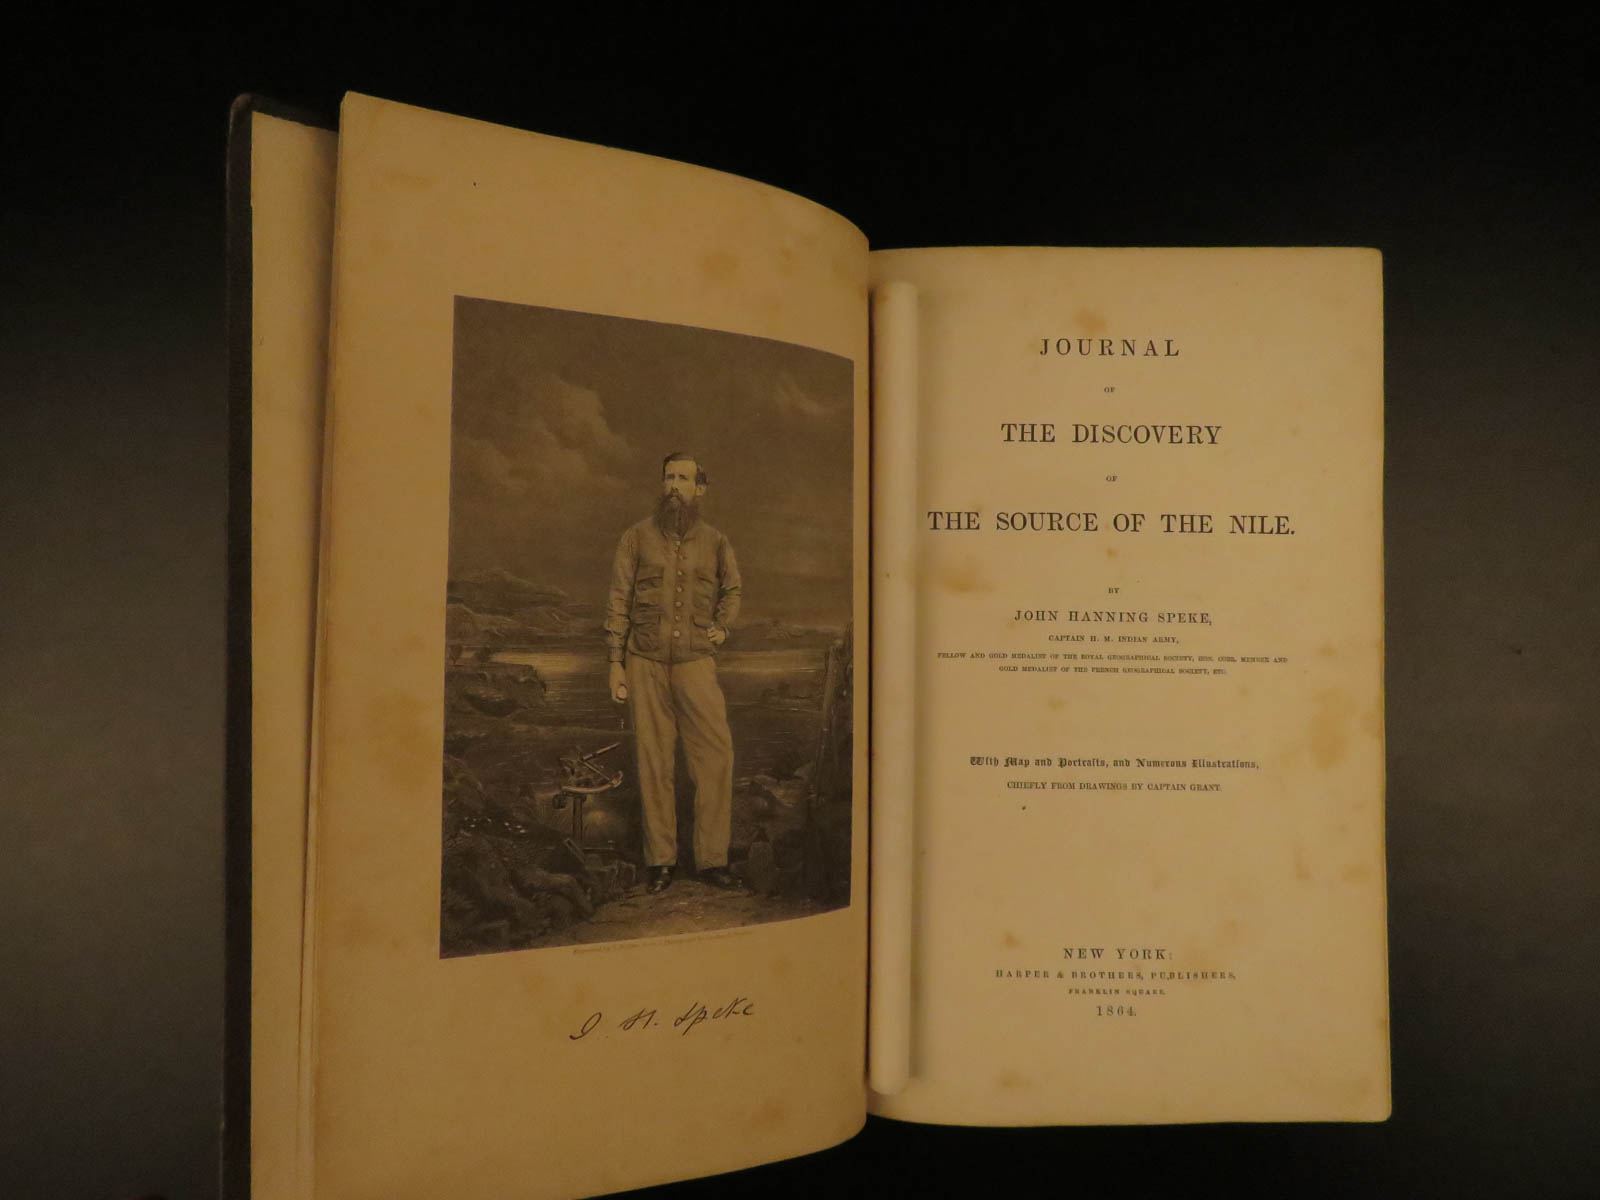 J H. Speke
JOURNAL
OF
THE DISCOVERY
OF
THE SOURCE OF THE NILE.
BY
JOHN HANNING SPEKE,
CAPTAIN H. M. INDIAN ARMY,
FELLOW AND GOLD MEDALIST OF THE ROYAL GEOGRAPHICAL SOCIETY, HON. CORR. MEMBER AND
GOLD MEDALIST OF THE FRENCH GEOGRAPHICAL SOCIETY, ETC.
With Map and Portraits, and Numerous Illustrations,
CHIEFLY FROM DRAWINGS BY CAPTAIN GRANT.
NEW YORK:
HARPER & BROTHERS, PUBLISHERS,
FRANKLIN SQUARE.
1864.